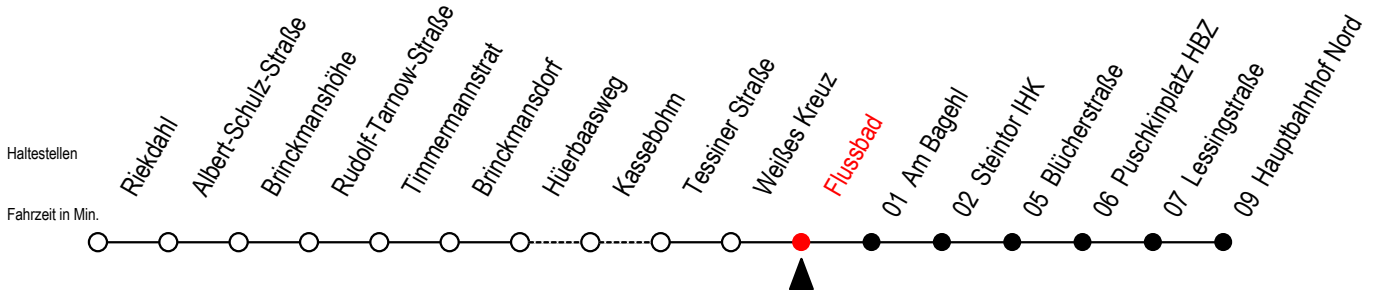 Haltestellen
Fahrzeit in Min.
Riekdahl
Albert-Schulz-Straße
Brinckmanshöhe
Rudolf-Tarnow-Straße
Timmermannstrat
Brinckmansdorf
Hüerbaasweg
Kassebohm
Tessiner Straße
Weißes Kreuz
Flussbad
01 Am Bagehl
02 Steintor IHK
05 Blücherstraße
06 Puschkinplatz HBZ
07 Lessingstraße
09 Hauptbahnhof Nord